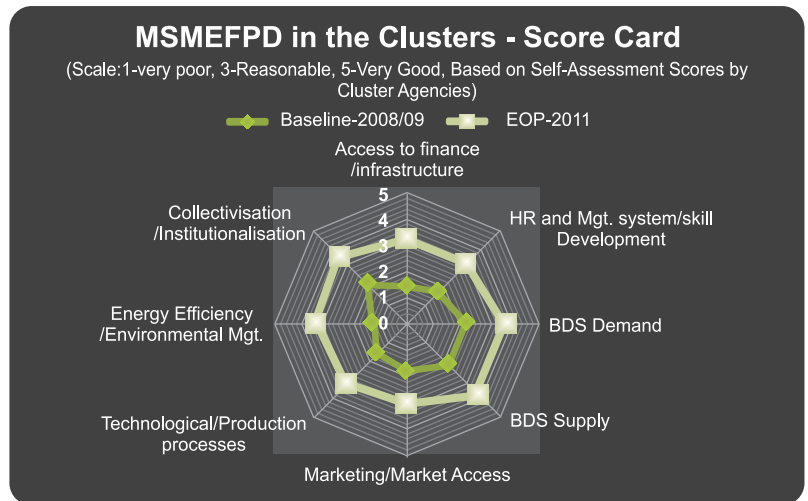 MSMEFPD in the Clusters - Score Card
(Scale:1-very poor, 3-Reasonable, 5-Very Good, Based on Self-Assessment Scores by
Cluster Agencies)
Baseline-2008/09
EOP-2011
Access to finance
/infrastructure
5
4
3
2
1
0
HR and Mgt. system/skill
Development
BDS Demand
BDS Supply
Marketing/Market Access
Technological/Production
processes
Energy Efficiency
/Environmental Mgt.
Collectivisation
/Institutionalisation